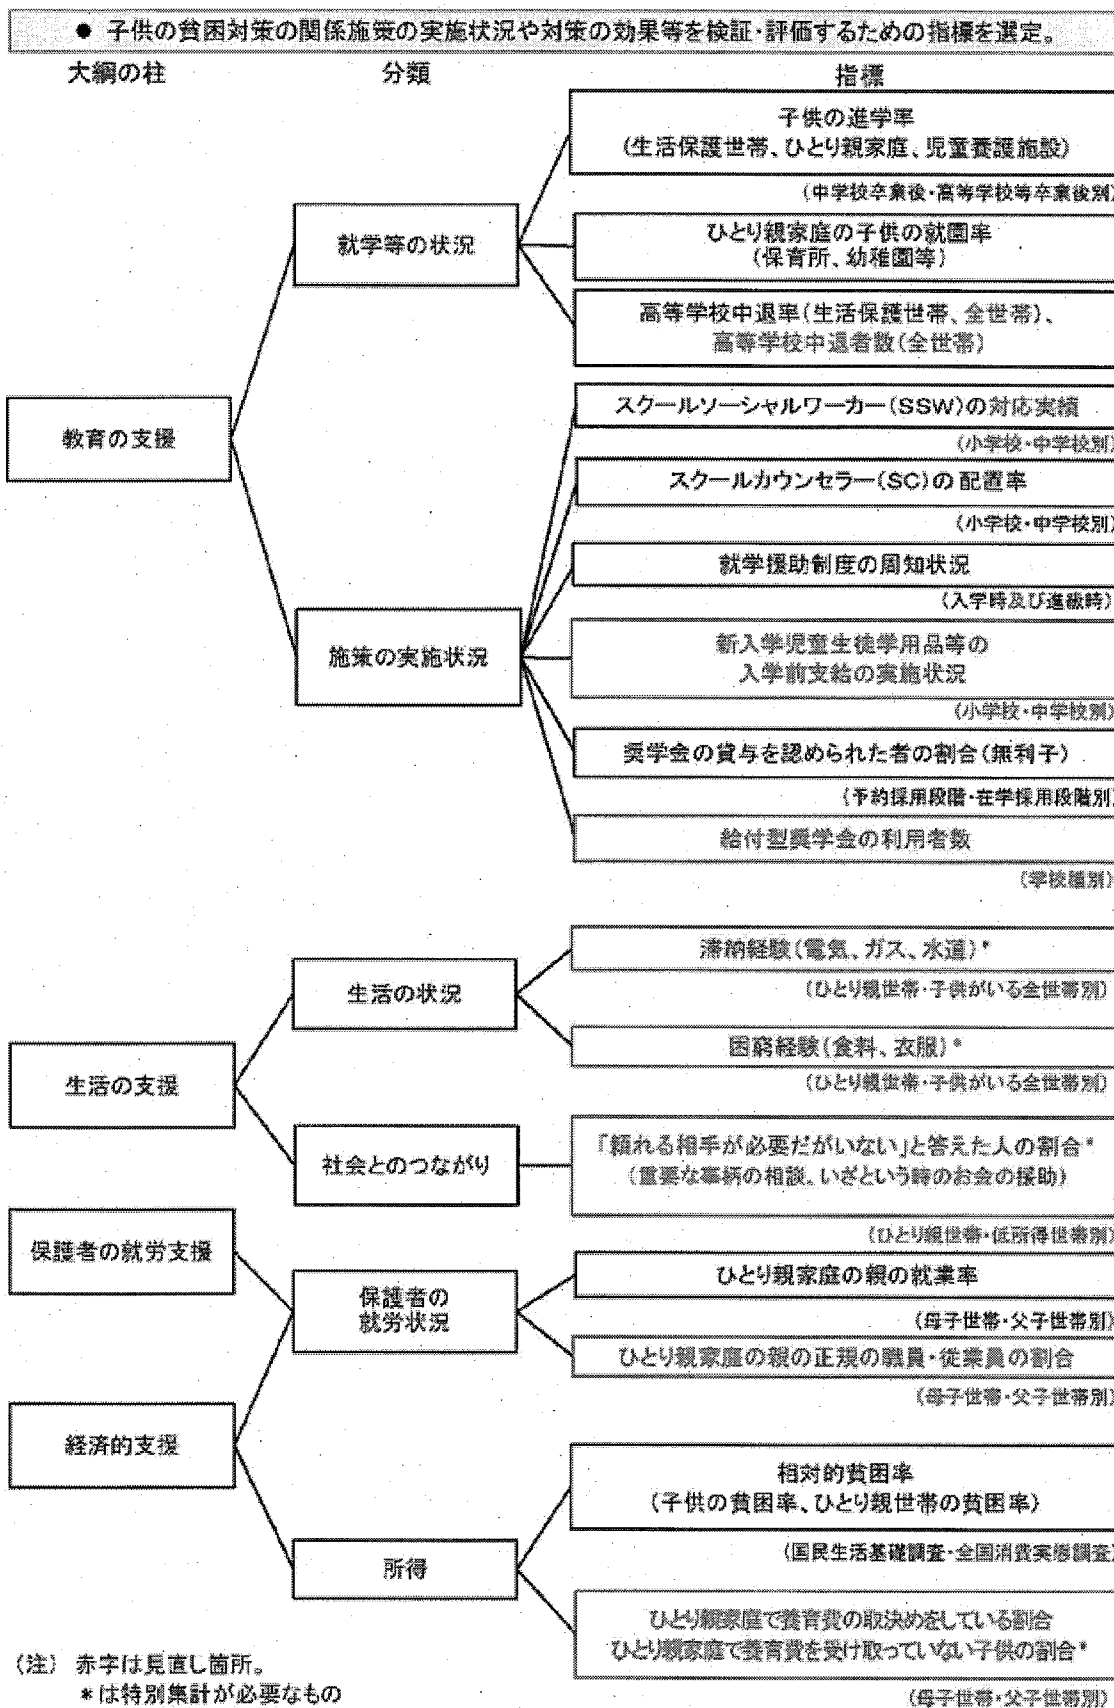 ● 子供の貧困対策の関係施策の実施状況や対策の効果等を検証・評価するための指標を選定。
大綱の柱
分類
指標
教育の支援
就学等の状況
子供の進学率
(生活保護世帯、ひとり親家庭、児童養護施設)
(中学校卒業後・高等学校等卒業後別)
ひとり親家庭の子供の就園率
(保育所、幼稚園等)
高等学校中退率(生活保護世帯、全世帯)、
高等学校中退者数(全世帯)
施策の実施状況
スクールソーシャルワーカー(SSW)の対応実績
(小学校・中学校別)
スクールカウンセラー(SC)の配置率
(小学校・中学校別)
就学援助制度の周知状況
(入学時及び進級時)
新入学児童生徒学用品等の
入学前支給の実施状況
(小学校・中学校別)
奨学金の貸与を認められた者の割合(無利子)
(予約採用段階・在学採用段階別)
給付型奨学金の利用者数
(学校種別)
生活の支援
生活の状況
滞納経験(電気、ガス、水道)*
(ひとり親世帯・子供がいる全世帯別)
困窮経験(食料、衣服)*
(ひとり親世帯・子供がいる全世帯別)
社会とのつながり
「頼れる相手が必要だがいない」と答えた人の割合*
(重要な事柄の相談、いざという時のお金の援助)
(ひとり親世帯・低所得世帯別)
保護者の就労支援
保護者の
就労状況
ひとり親家庭の親の就業率
(母子世帯・父子世帯別)
ひとり親家庭の親の正規の職員・従業員の割合
(母子世帯・父子世帯別)
経済的支援
所得
相対的貧困率
(子供の貧困率、ひとり親世帯の貧困率)
(国民生活基礎調査・全国消費実態調査)
ひとり親家庭で養育費の取決めをしている割合
ひとり親家庭で養育費を受け取っていない子供の割合*
(母子世帯・父子世帯別)
(注) 赤字は見直し箇所。
*は特別集計が必要なもの